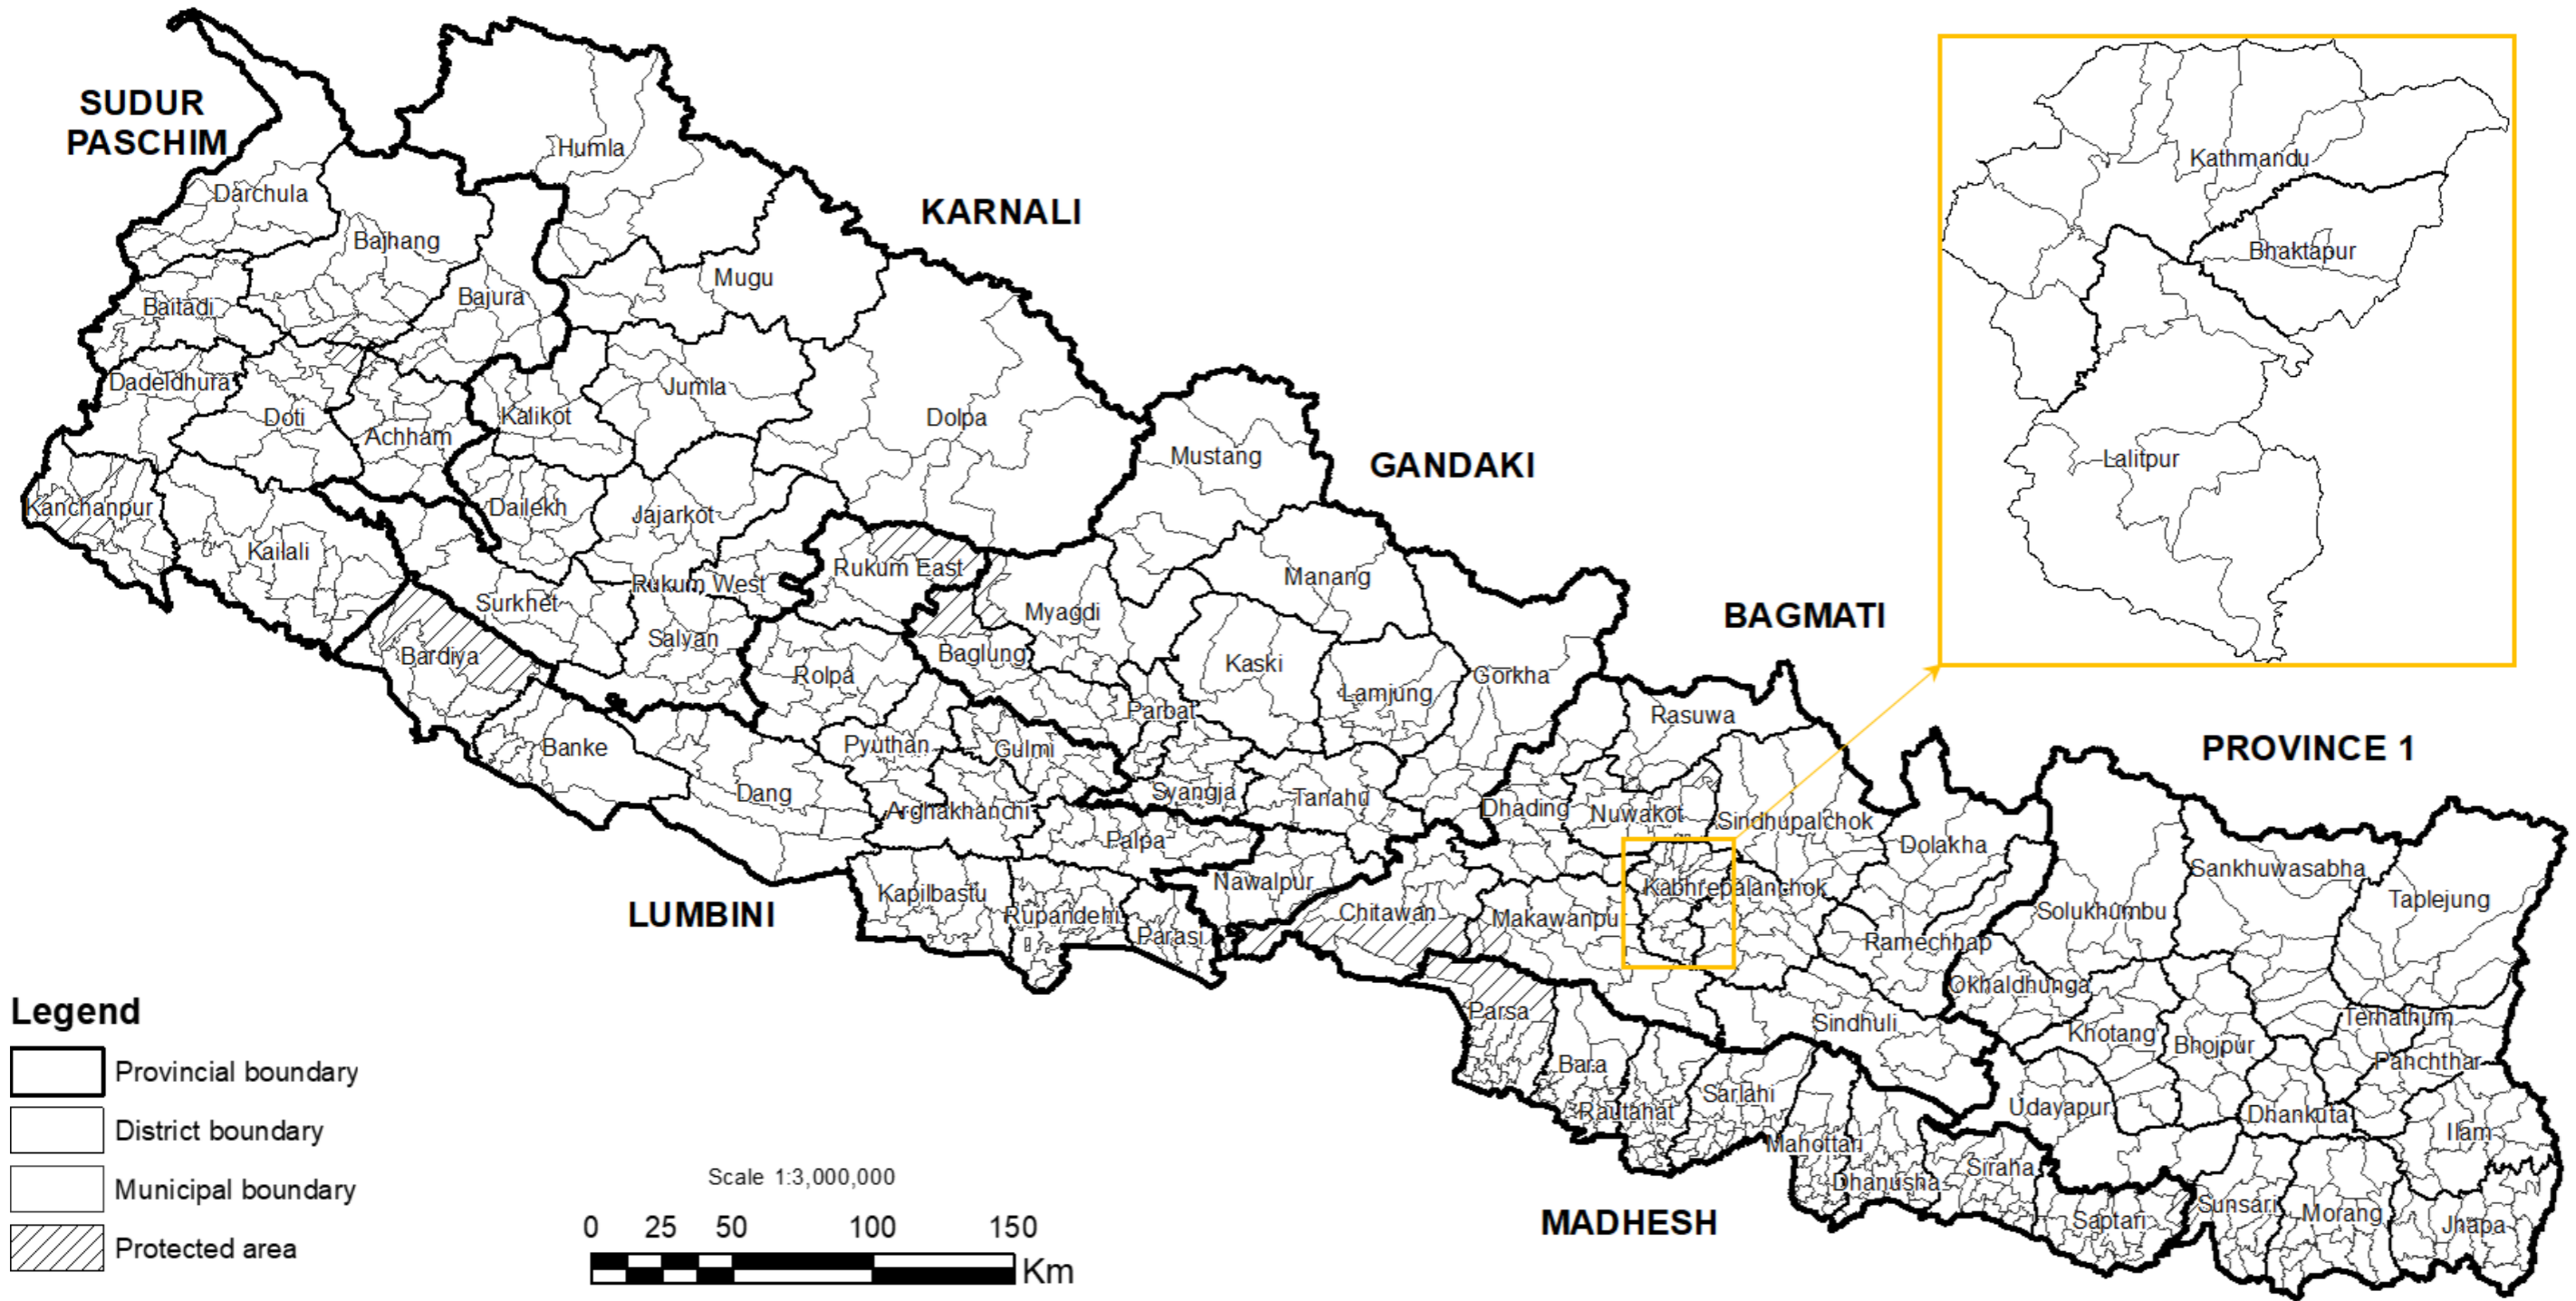 SUDUR
PASCHIM
Humla
Darchula
KARNALI
Kathmandu
Bajhang
Bhaktapur
Mugu
Bajura
Baitadi
Dadeldhura
Jumla
Doti
Kalikot
Dolpa
Achham
Mustang
GANDAKI
Lalitpur
Kanchanpur
Dailekh
Jajarkot
Kailali
Rukum East
Manang
Rukum West
Surkhet
Myagdi
BAGMATI
Salyan
Bardiya
Baglung
Kaski
Rolpa
Gorkha
Lamjung
Parbat
Rasuwa
Banke
Pyuthan
Gulmi
PROVINCE 1
Dang
Syangja
Tanahu
Arghakhanchi
Dhading
Nuwakot
Sindhupalchok
Palpa
Dolakha
Sankhuwasabha
Nawalpur
Kapilbastu
Kabhrepalanchok
Taplejung
LUMBINI
Rupandehi
Chitawan
Makawanpu
Solukhumbu
Parasi
Ramechhap
Okhaldhunga
Legend
Parsa
Sindhuli
Terhathum
Khotang
Bhojpur
Panchthar
Provincial boundary
Bara
Sarlahi
Rautahat
Udayapur
Dhankuta
District boundary
Mahottari
Ilam
Siraha
Dhanusha
Scale 1:3,000,000
Municipal boundary
Sunsari
Morang
Saptari
Jhapa
MADHESH
0 25 50 100 150
Protected area
Km